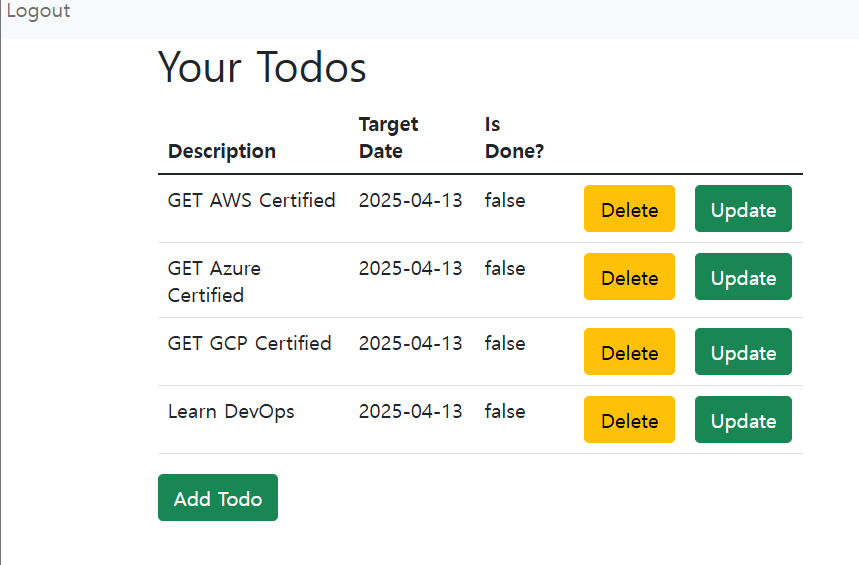 Logout
Your Todos
Description Target Date Is Done?
GET AWS Certified 2025-04-13 false Delete Update
GET Azure Certified 2025-04-13 false Delete Update
GET GCP Certified 2025-04-13 false Delete Update
Learn DevOps 2025-04-13 false Delete Update
Add Todo